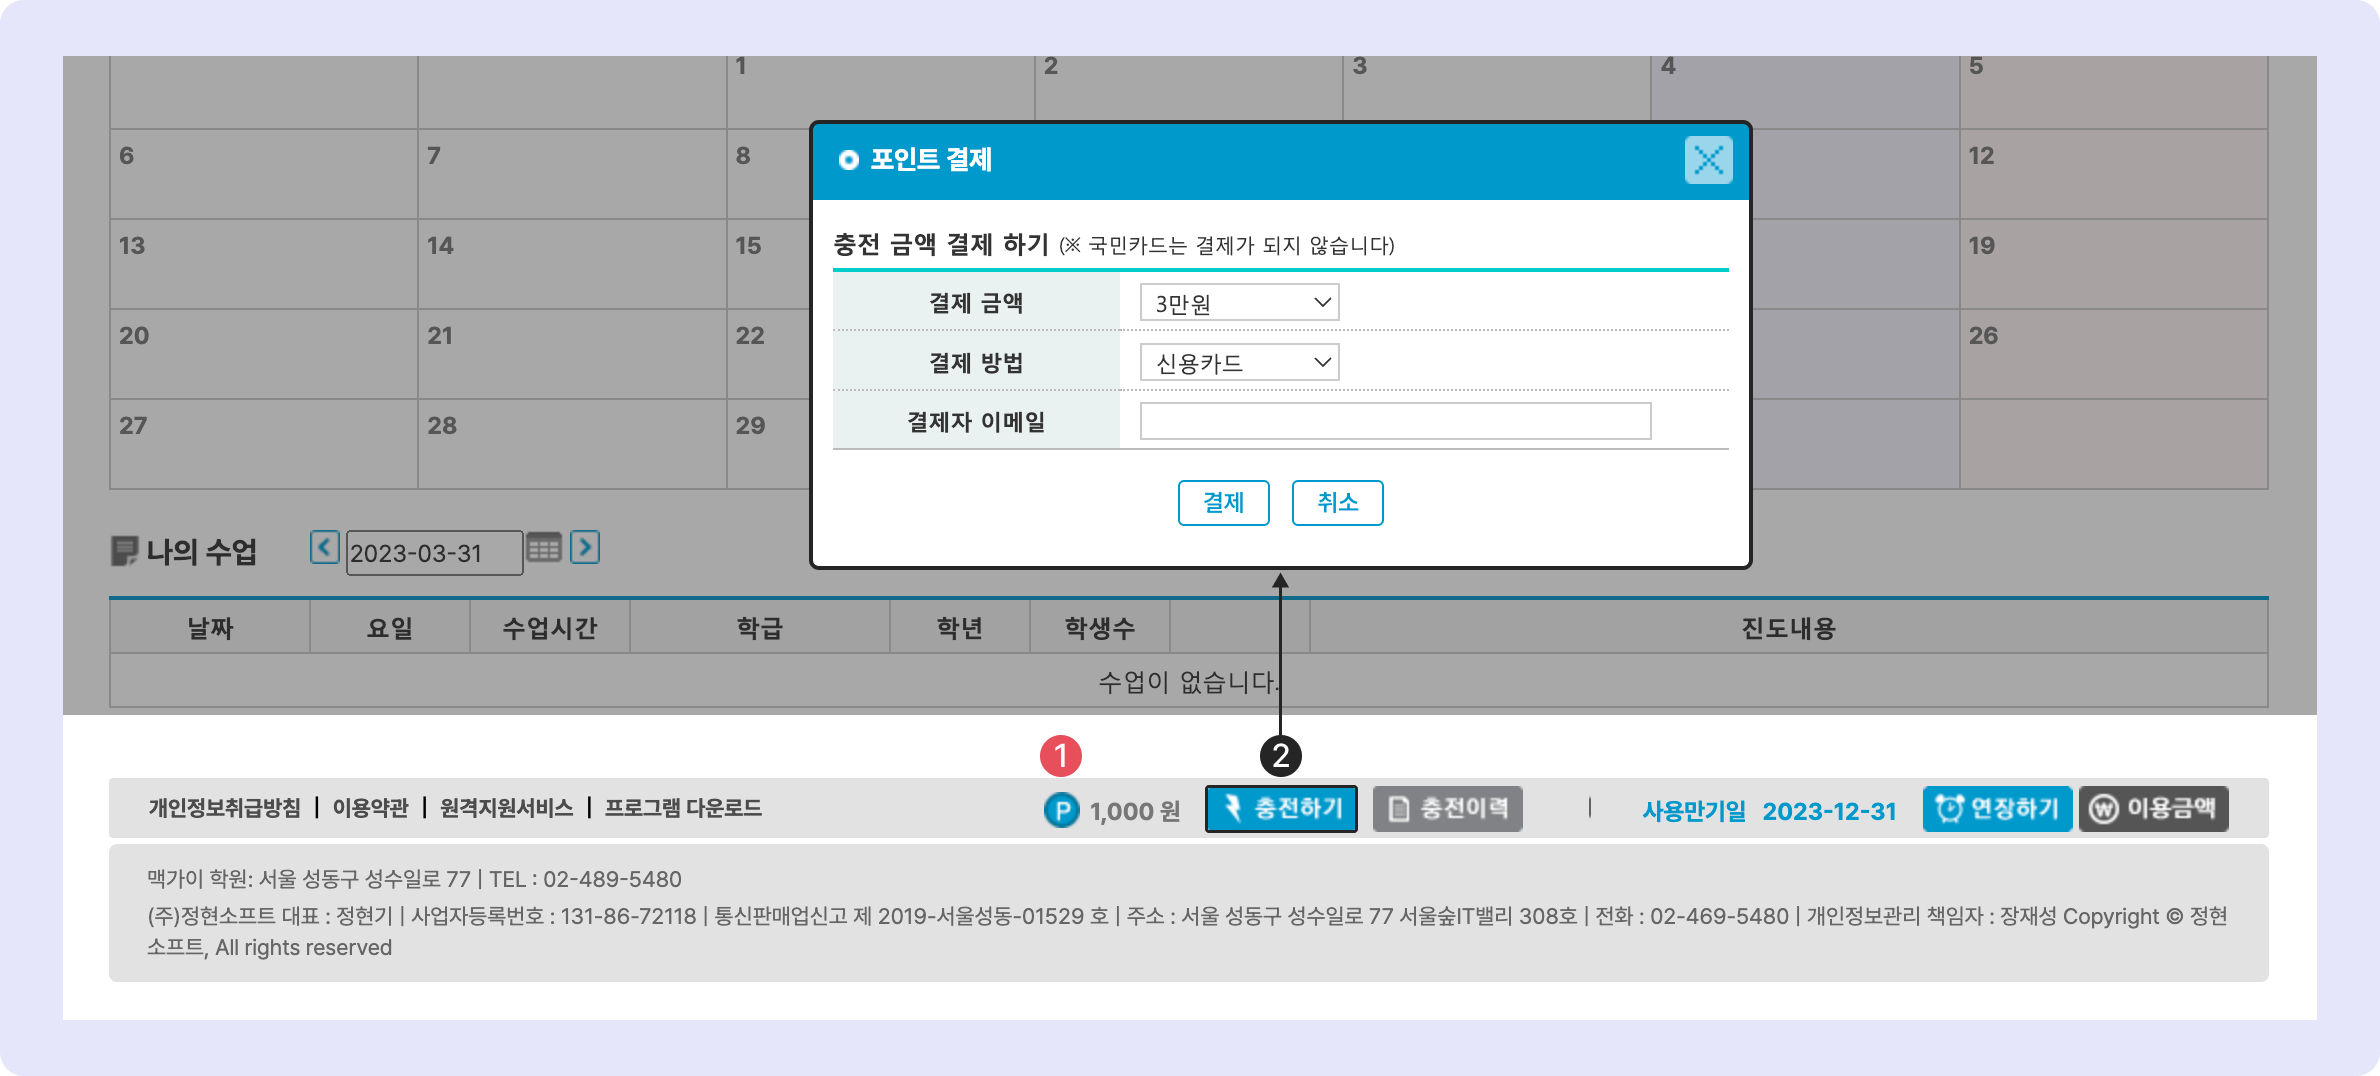 1 2 3 4 5
6 7 8 12
13 14 15 19
20 21 22 26
27 28 29
포인트 결제
충전 금액 결제 하기 (※ 국민카드는 결제가 되지 않습니다)
결제 금액 3만원
결제 방법 신용카드
결제자 이메일
결제 취소
나의 수업 2023-03-31
날짜 요일 수업시간 학급 학년 학생수 진도내용
수업이 없습니다.
1 2
개인정보취급방침 | 이용약관 | 원격지원서비스 | 프로그램 다운로드 P 1,000 원 충전하기 충전이력 | 사용만기일 2023-12-31 연장하기 W 이용금액
맥가이 학원: 서울 성동구 성수일로 77 | TEL : 02-489-5480
(주)정현소프트 대표 : 정현기 | 사업자등록번호 : 131-86-72118 | 통신판매업신고 제 2019-서울성동-01529 호 | 주소 : 서울 성동구 성수일로 77 서울숲IT밸리 308호 | 전화 : 02-469-5480 | 개인정보관리 책임자 : 장재성 Copyright © 정현
소프트, All rights reserved